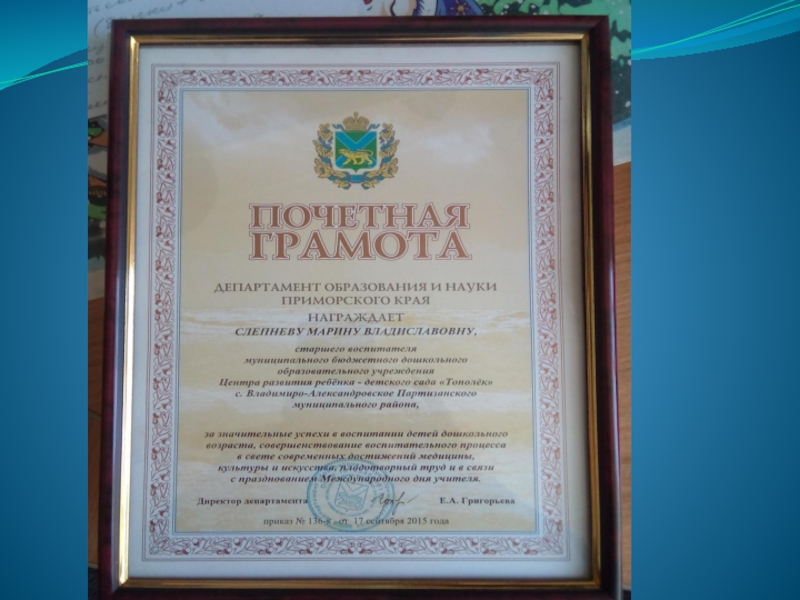 ПОЧЕТНАЯ
ГРАМОТА
ДЕПАРТАМЕНТ ОБРАЗОВАНИЯ И НАУКИ
ПРИМОРСКОГО КРАЯ
НАГРАЖДАЕТ
СЛЕПНЕВУ МАРИНУ ВЛАДИСЛАВОВНУ,
старшего воспитателя
муниципального бюджетного дошкольного
образовательного учреждения
Центра развития ребёнка - детского сада «Тополёк»
с. Владимиро-Александровское Партизанского
муниципального района,
за значительные успехи в воспитании детей дошкольного
возраста, совершенствование воспитательного процесса
в свете современных достижений медицины,
культуры и искусства, плодотворный труд и в связи
с празднованием Международного дня учителя.
Директор департамента Е.А. Григорьева
приказ № 136-к от 17 сентября 2015 года